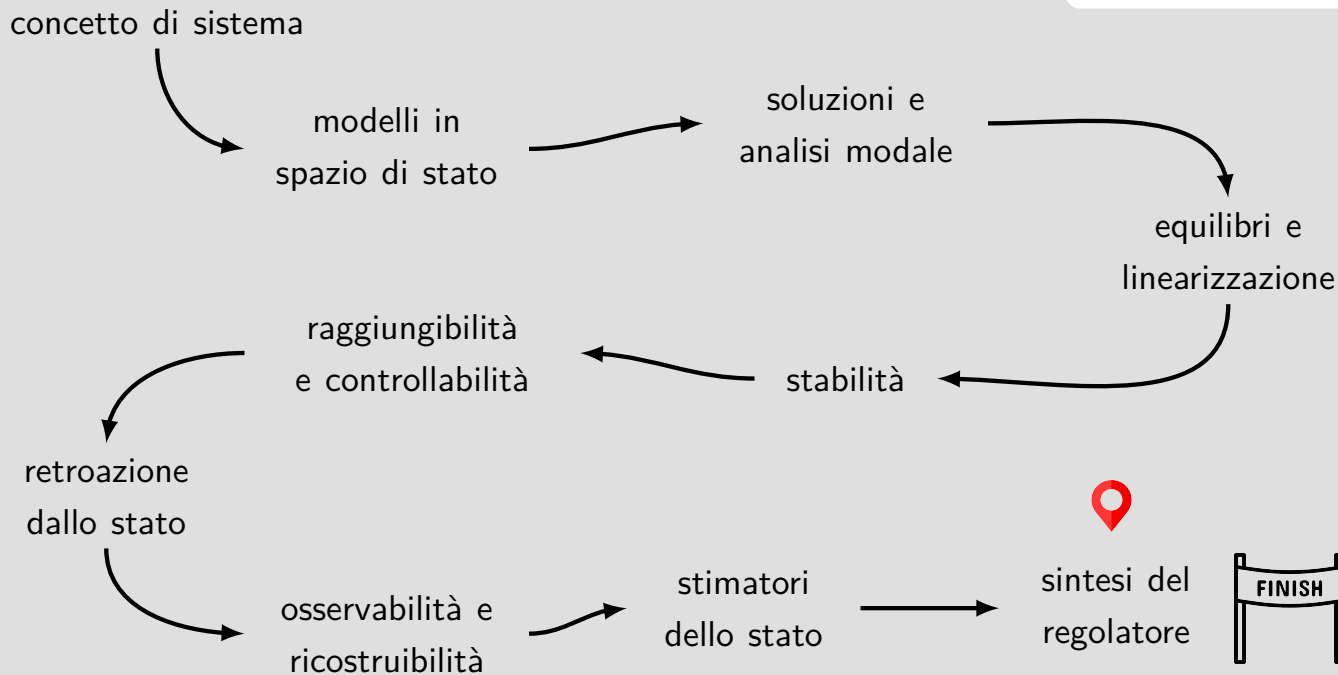 concetto di sistema
modelli in
spazio di stato
soluzioni e
analisi modale
equilibri e
linearizzazione
stabilità
raggiungibilità
e controllabilità
retroazione
dallo stato
osservabilità e
ricostruibilità
stimatori
dello stato
sintesi del
regolatore
FINISH